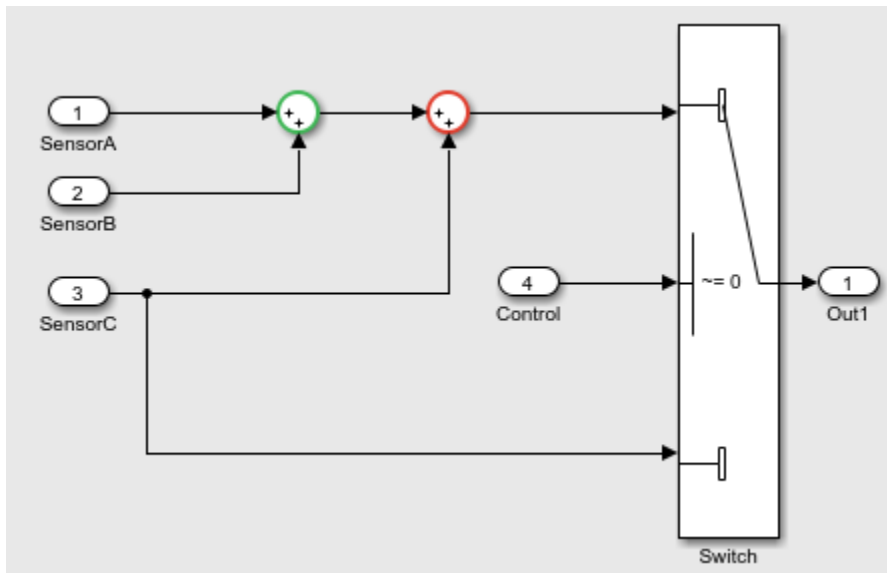 1
SensorA
+
+
+
+
2
SensorB
3
SensorC
4
Control
~= 0
1
Out1
Switch